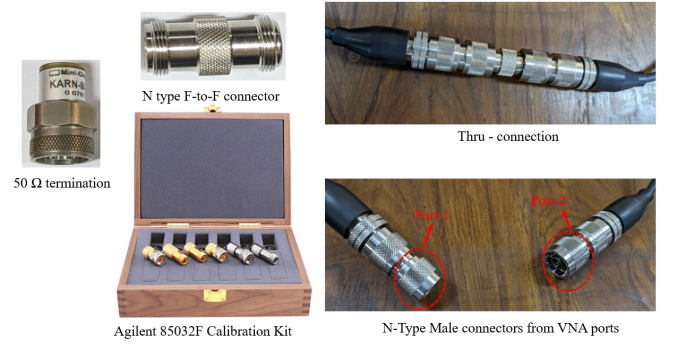 Mini-Cir
KARN-50
N type F-to-F connector
50 Ω termination
Agilent 85032F Calibration Kit
Thru - connection
Port-1
Port-2
N-Type Male connectors from VNA ports